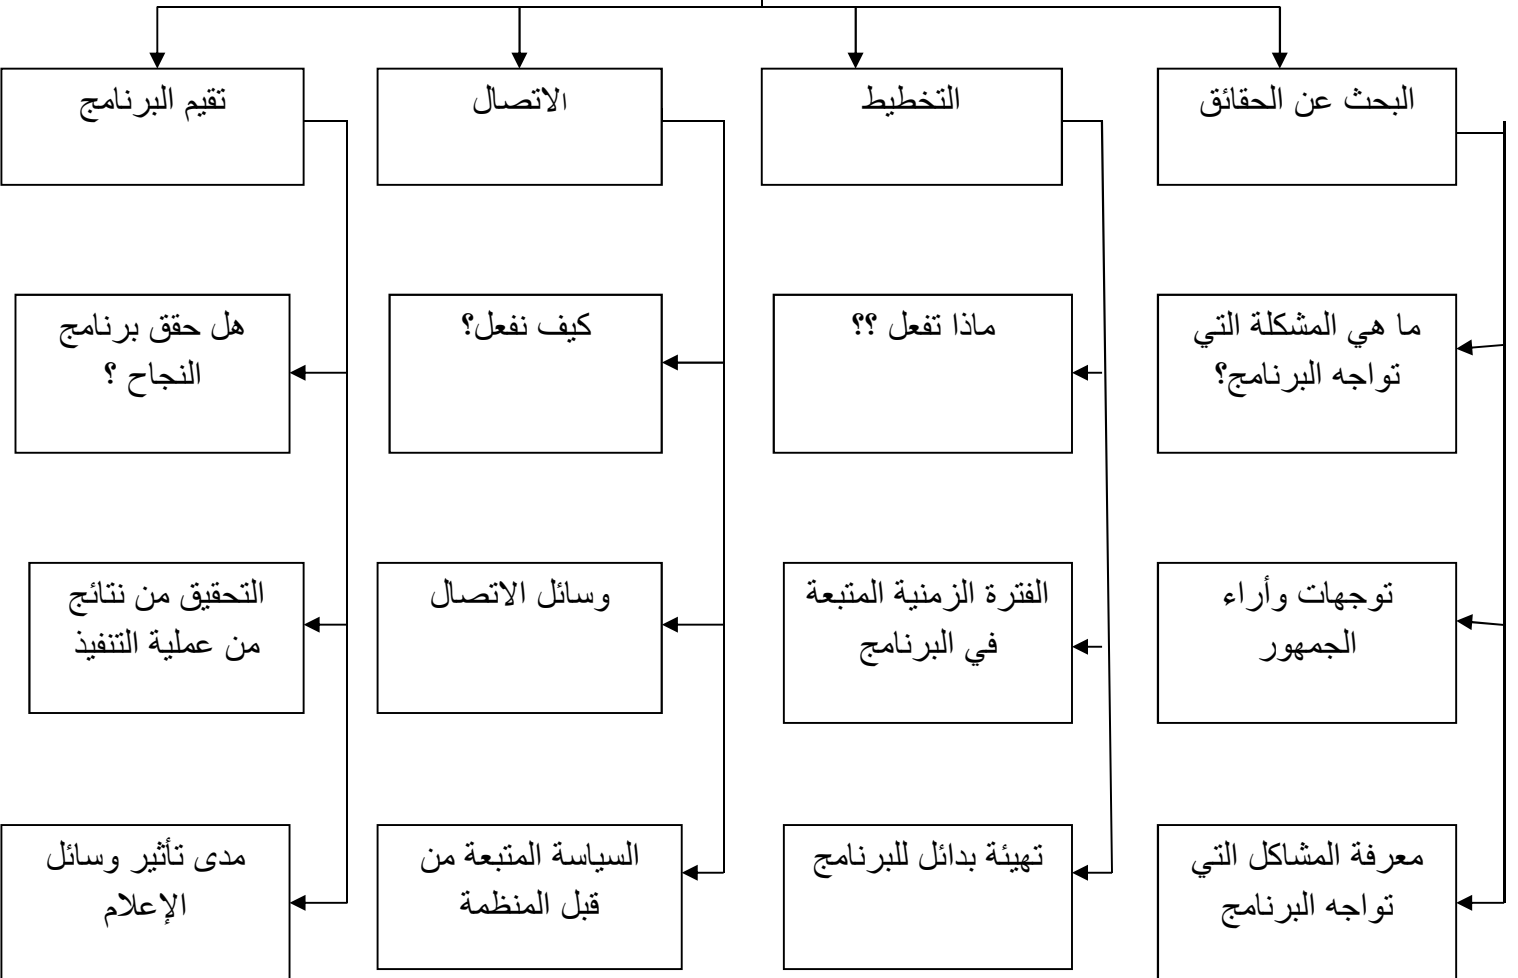 البحث عن الحقائق
التخطيط
الاتصال
تقيم البرنامج
ما هي المشكلة التي
تواجه البرنامج؟
ماذا تفعل ؟؟
كيف نفعل؟
هل حقق برنامج
النجاح ؟
توجهات وأراء
الجمهور
الفترة الزمنية المتبعة
في البرنامج
وسائل الاتصال
التحقيق من نتائج
من عملية التنفيذ
معرفة المشاكل التي
تواجه البرنامج
تهيئة بدائل للبرنامج
السياسة المتبعة من
قبل المنظمة
مدى تأثير وسائل
الإعلام